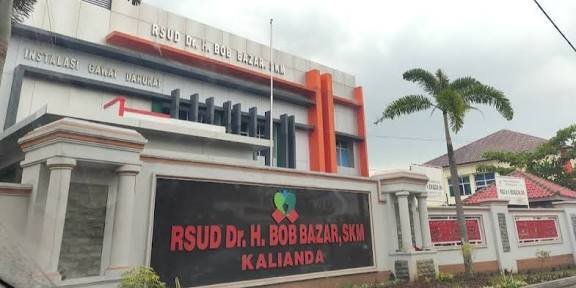 RSUD Dr. H. BOB BAZAR, SKM
INSTALASI GAWAT DARURAT
RSUD Dr. H. BOB BAZAR, SKM
KALIANDA